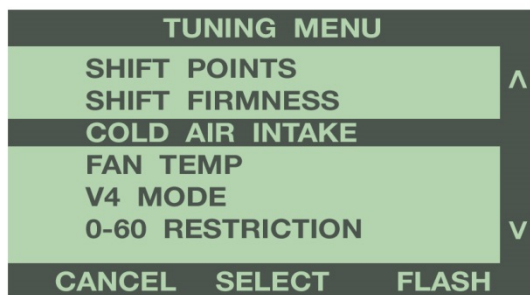 TUNING MENU
SHIFT POINTS
SHIFT FIRMNESS
COLD AIR INTAKE
FAN TEMP
V4 MODE
0-60 RESTRICTION
CANCEL SELECT FLASH